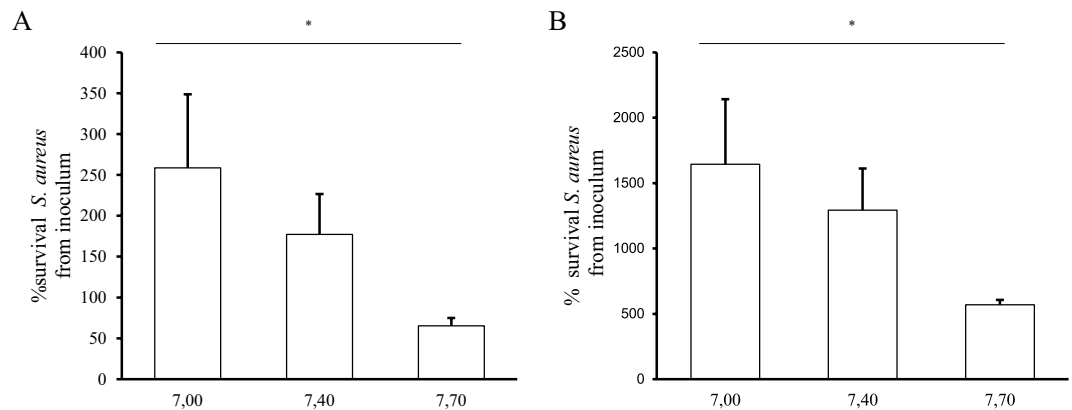 A
*
400
350
300
250
200
150
100
50
0
%survival S. aureus
from inoculum
7,00 7,40 7,70
B
*
2500
2000
1500
1000
500
0
% survival S. aureus
from inoculum
7,00 7,40 7,70